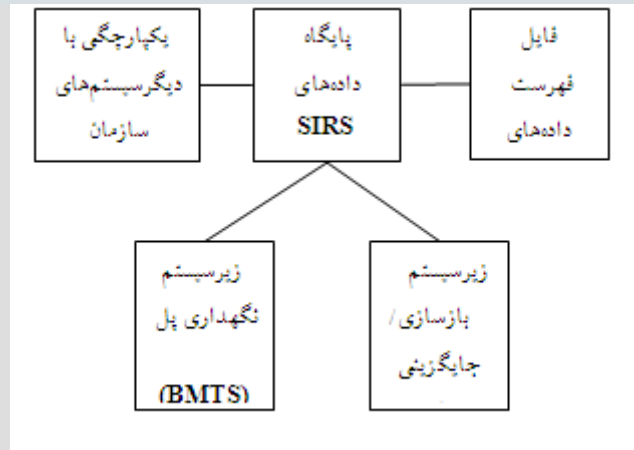 فایل
فهرست
داده‌های
پایگاه
داده‌های
SIRS
یکپارچگی با
دیگرسیستم‌های
سازمان
زیرسیستم
بازسازی/
جایگزینی
زیرسیستم
نگهداری پل
(BMTS)